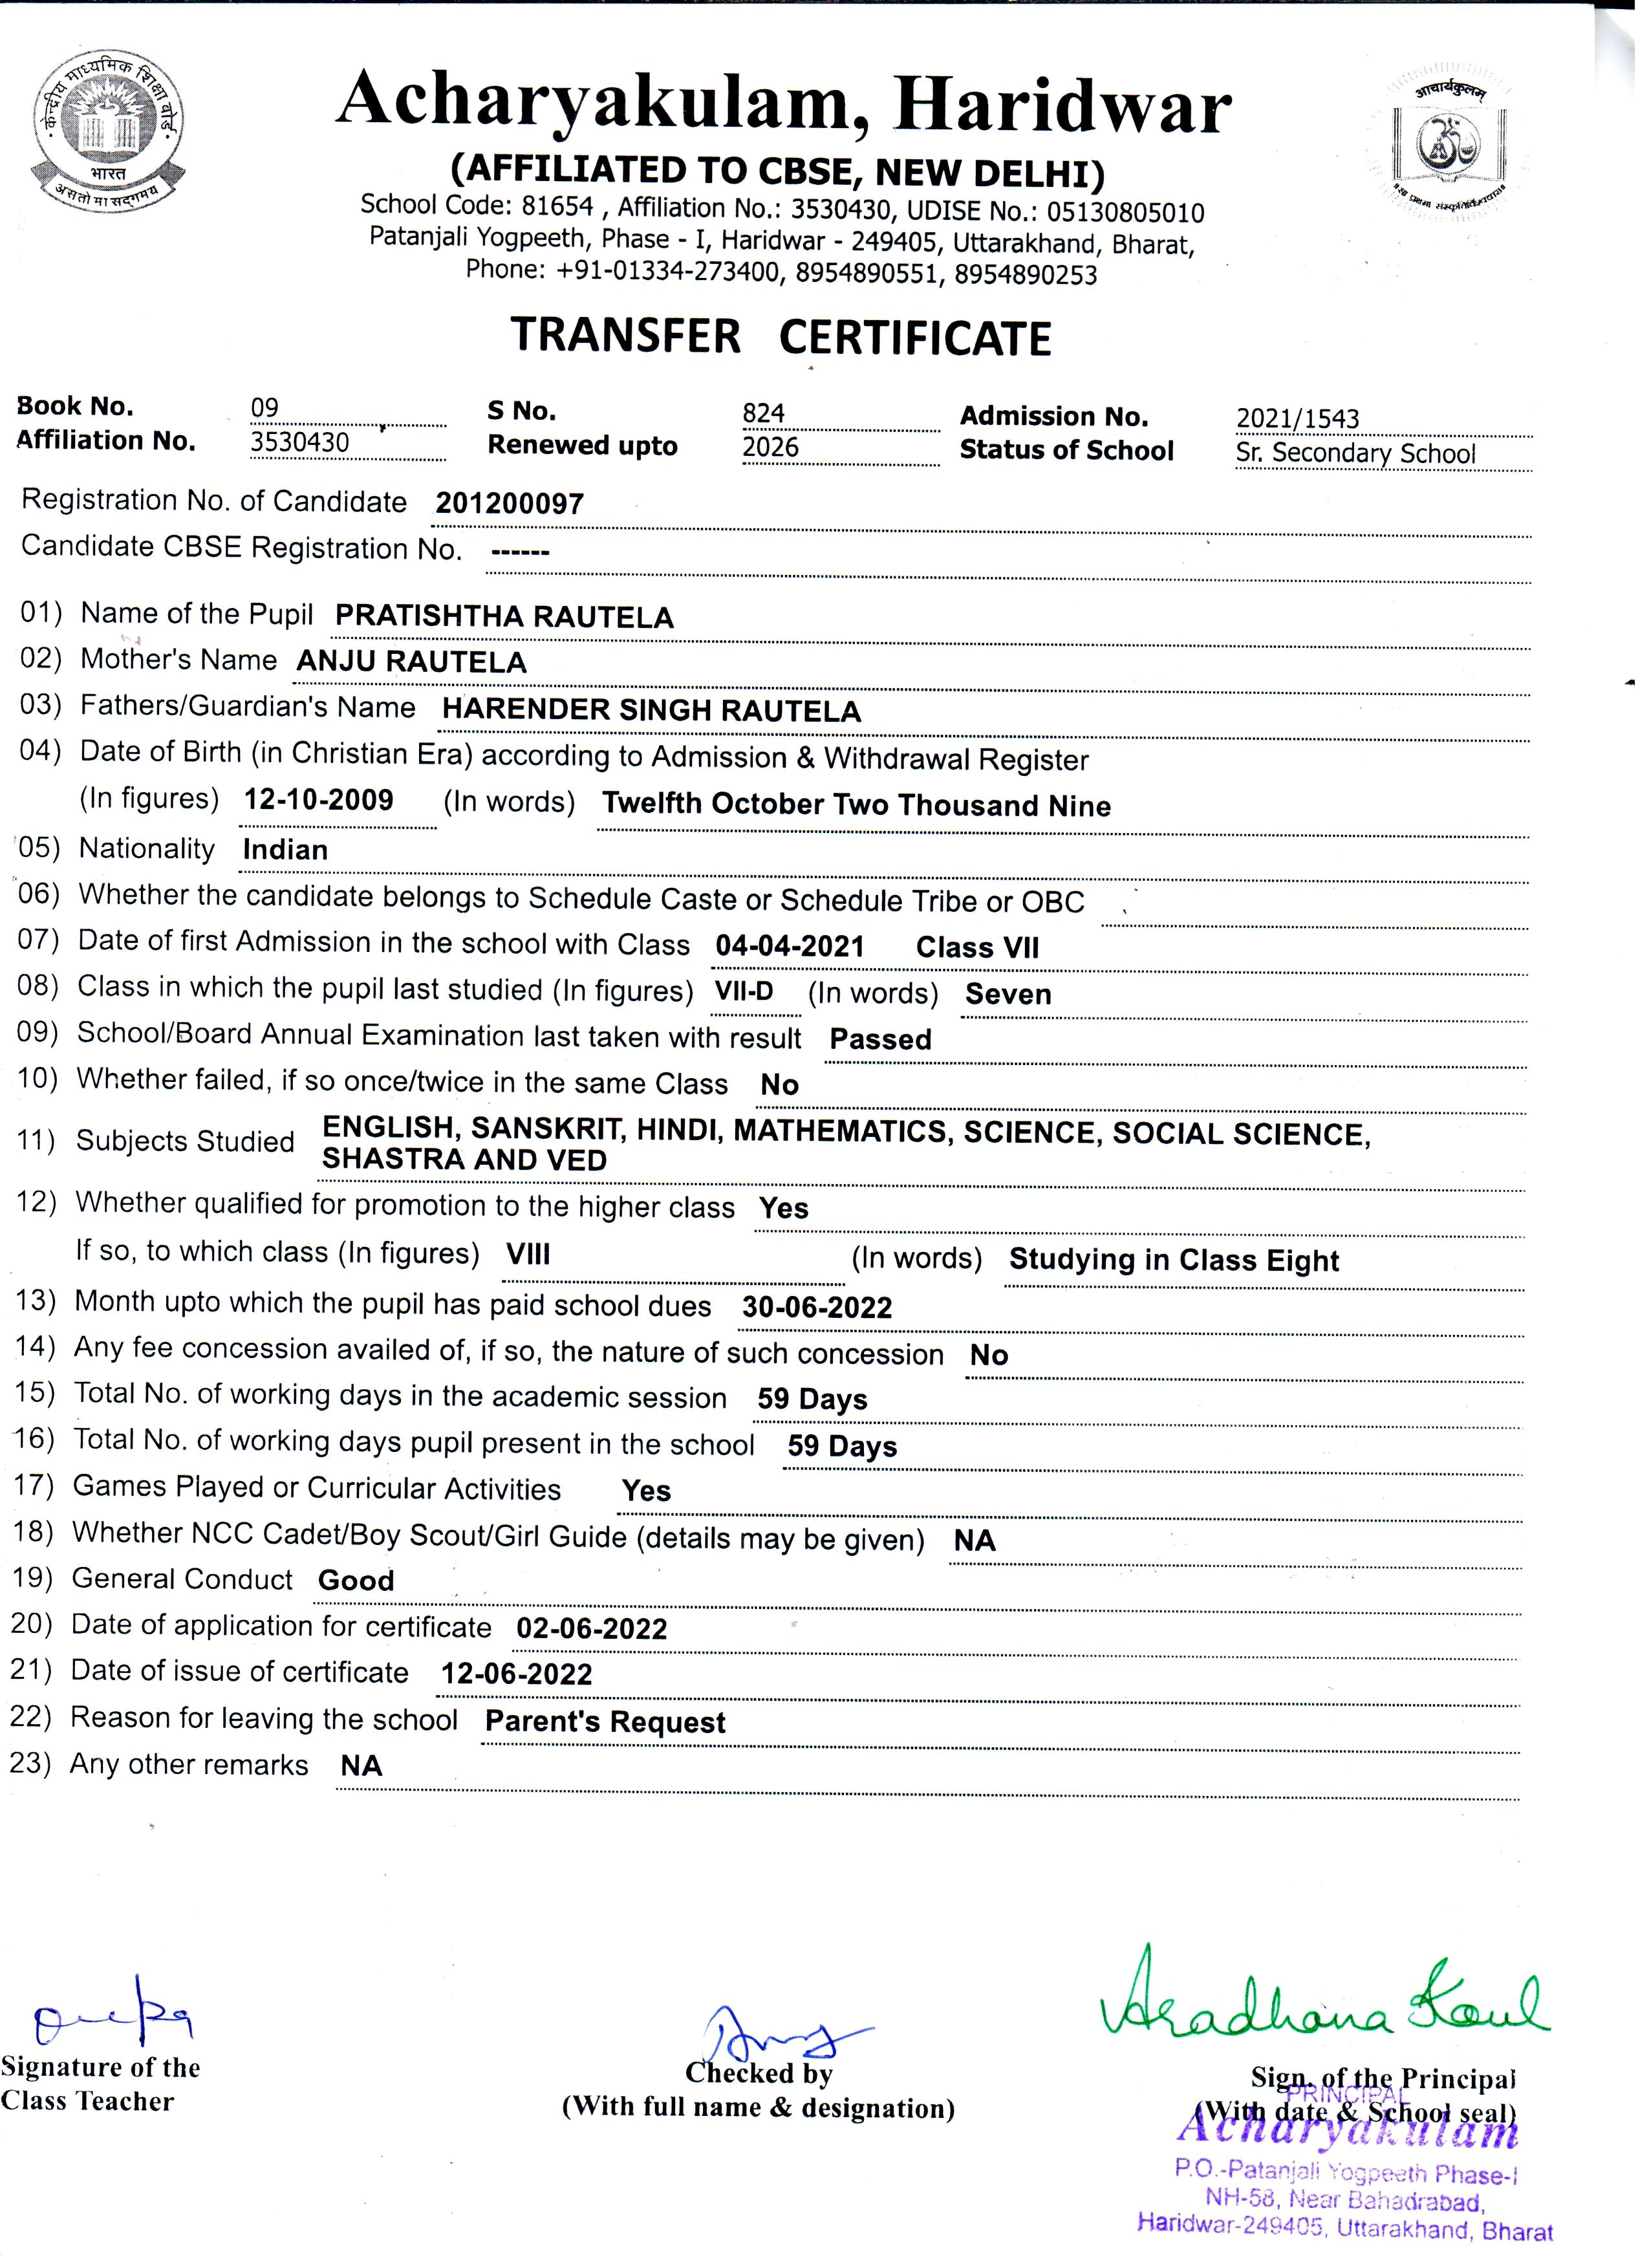 केन्द्रीय माध्यमिक शिक्षा बोर्ड
भारत
असतो मा सद्गमय
Acharyakulam, Haridwar
आचार्यकुलम्
(AFFILIATED TO CBSE, NEW DELHI)
School Code: 81654 , Affiliation No.: 3530430, UDISE No.: 05130805010
Patanjali Yogpeeth, Phase - I, Haridwar - 249405, Uttarakhand, Bharat,
Phone: +91-01334-273400, 8954890551, 8954890253
TRANSFER CERTIFICATE
Book No. 09 S No. 824 Admission No. 2021/1543
Affiliation No. 3530430 Renewed upto 2026 Status of School Sr. Secondary School
Registration No. of Candidate 201200097
Candidate CBSE Registration No. ------
01) Name of the Pupil PRATISHTHA RAUTELA
02) Mother's Name ANJU RAUTELA
03) Fathers/Guardian's Name HARENDER SINGH RAUTELA
04) Date of Birth (in Christian Era) according to Admission & Withdrawal Register
(In figures) 12-10-2009 (In words) Twelfth October Two Thousand Nine
05) Nationality Indian
06) Whether the candidate belongs to Schedule Caste or Schedule Tribe or OBC
07) Date of first Admission in the school with Class 04-04-2021 Class VII
08) Class in which the pupil last studied (In figures) VII-D (In words) Seven
09) School/Board Annual Examination last taken with result Passed
10) Whether failed, if so once/twice in the same Class No
11) Subjects Studied ENGLISH, SANSKRIT, HINDI, MATHEMATICS, SCIENCE, SOCIAL SCIENCE,
SHASTRA AND VED
12) Whether qualified for promotion to the higher class Yes
If so, to which class (In figures) VIII (In words) Studying in Class Eight
13) Month upto which the pupil has paid school dues 30-06-2022
14) Any fee concession availed of, if so, the nature of such concession No
15) Total No. of working days in the academic session 59 Days
16) Total No. of working days pupil present in the school 59 Days
17) Games Played or Curricular Activities Yes
18) Whether NCC Cadet/Boy Scout/Girl Guide (details may be given) NA
19) General Conduct Good
20) Date of application for certificate 02-06-2022
21) Date of issue of certificate 12-06-2022
22) Reason for leaving the school Parent's Request
23) Any other remarks NA
Aradhana Koul
Signature of the
Class Teacher
Checked by
(With full name & designation)
Sign. of the Principal
(With date & School seal)
PRINCIPAL
Acharyakulam
P.O.-Patanjali Yogpeeth Phase-I
NH-58, Near Bahadrabad,
Haridwar-249405, Uttarakhand, Bharat